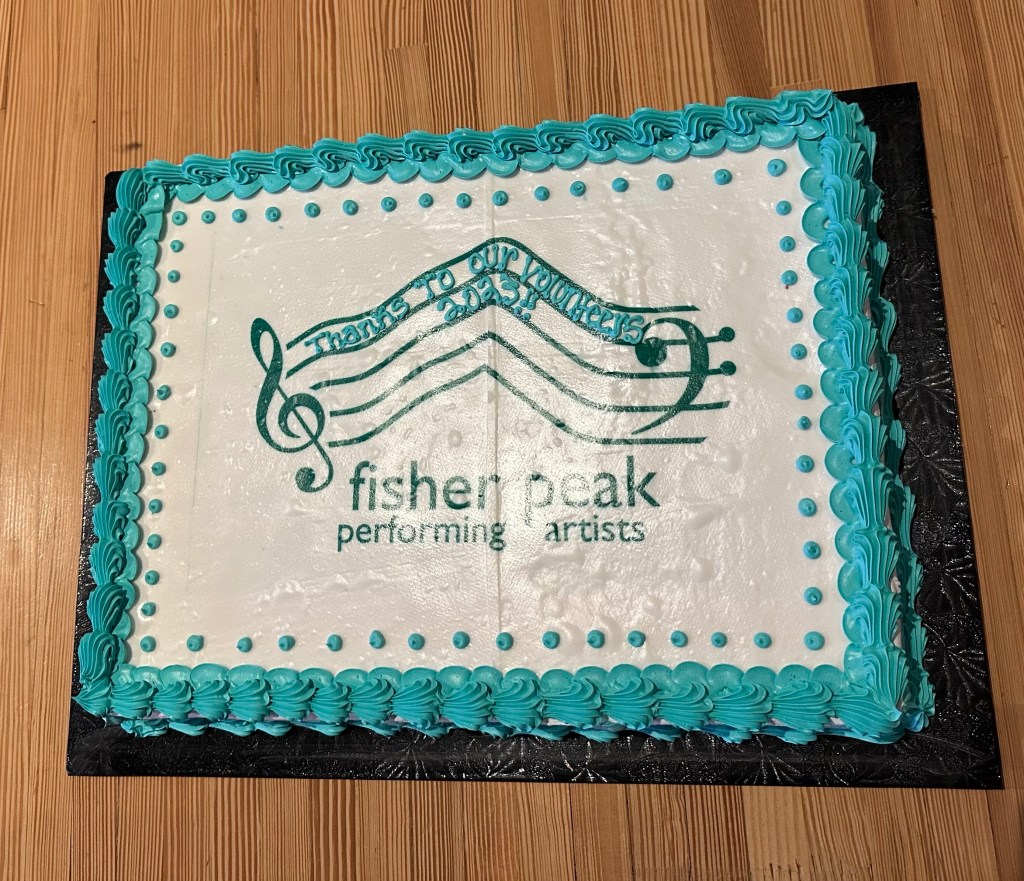 Thanks To our Volunteers
2023!!
fisher peak
performing artists